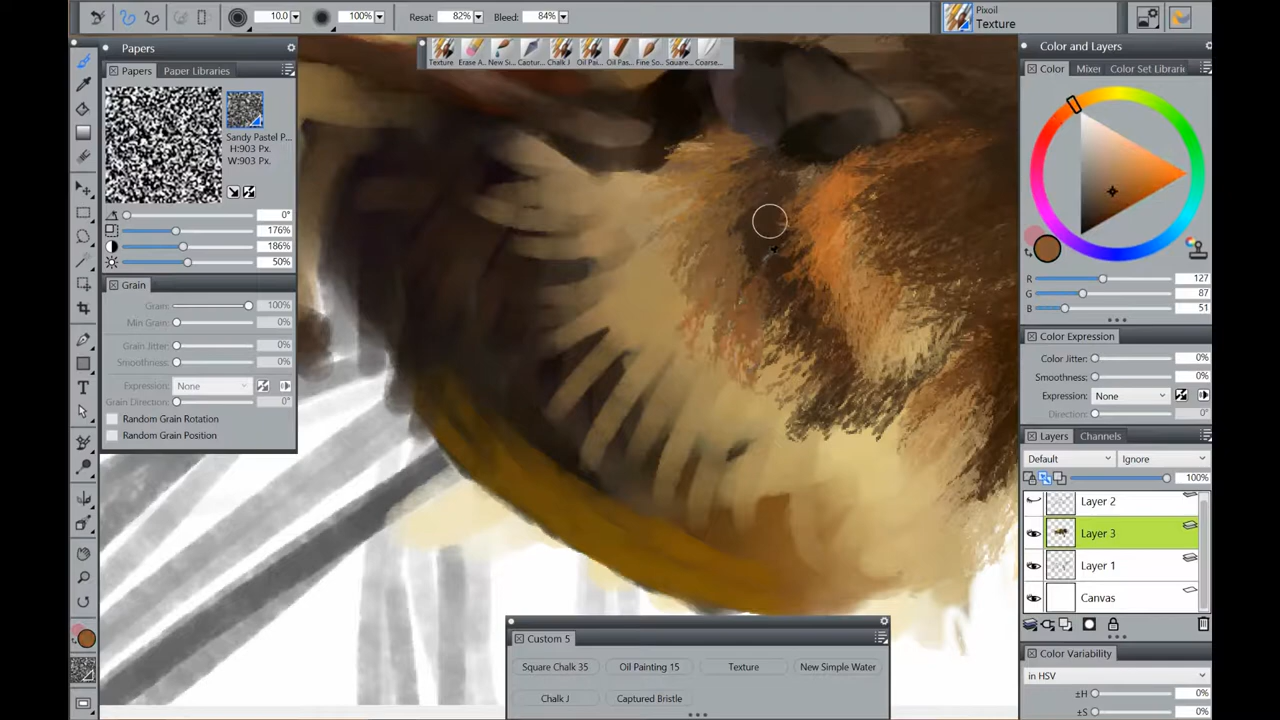 10.0
100%
Resat: 82%
Bleed: 84%
Pixoil
Texture
Papers
Papers
Paper Libraries
Sandy Pastel P...
H:903 Px.
W:903 Px.
0°
176%
186%
50%
Grain
Grain: 100%
Min Grain: 0%
Grain Jitter: 0%
Smoothness: 0%
Expression: None
Grain Direction: 0°
Random Grain Rotation
Random Grain Position
Texture
Erase A...
New Si...
Captur...
Chalk J
Oil Pai...
Oil Pas...
Fine So...
Square...
Coarse...
Custom 5
Square Chalk 35
Oil Painting 15
Texture
New Simple Water
Chalk J
Captured Bristle
Color and Layers
Color
Mixer
Color Set Librari
R 127
G 87
B 51
Color Expression
Color Jitter: 0%
Smoothness: 0%
Expression: None
Direction: 0°
Layers
Channels
Default
Ignore
100%
Layer 2
Layer 3
Layer 1
Canvas
Color Variability
in HSV
±H 0%
±S 0%